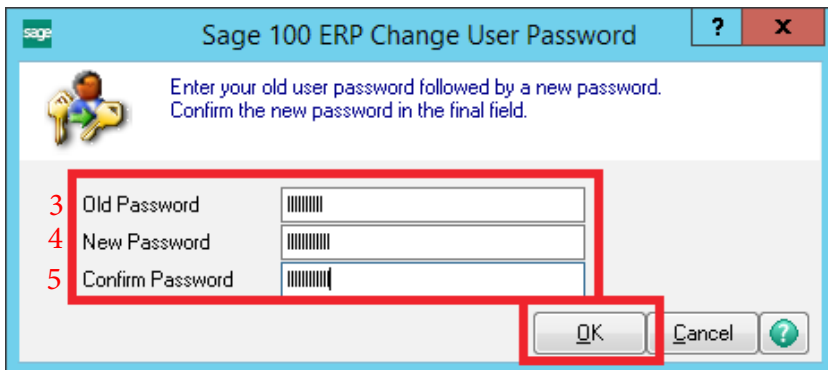 sage
Sage 100 ERP Change User Password
?
x
Enter your old user password followed by a new password.
Confirm the new password in the final field.
3 Old Password
4 New Password
5 Confirm Password
OK
Cancel
?